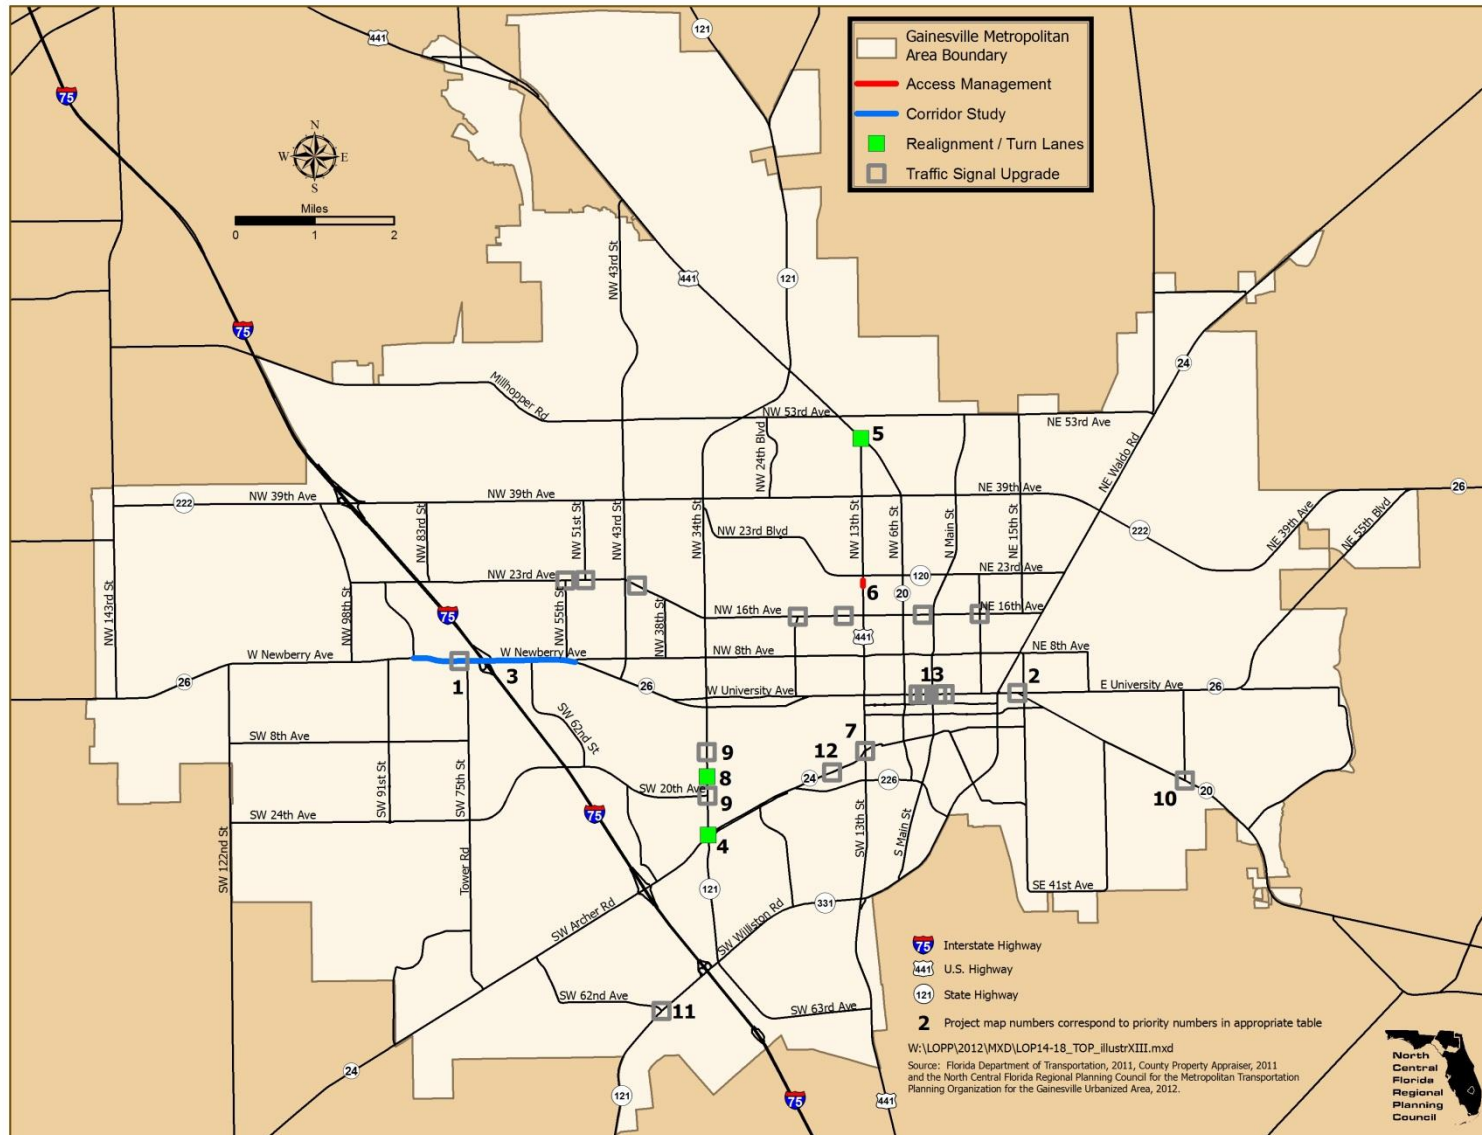 441
121
Gainesville Metropolitan
Area Boundary
Access Management
Corridor Study
Realignment / Turn Lanes
Traffic Signal Upgrade
75
N
W E
S
Miles
0 1 2
NW 43rd St
441
121
75
24
Millhopper Rd
NW 53rd Ave
NE 53rd Ave
5
NW 24th Blvd
NE Waldo Rd
222
NW 39th Ave
NW 39th Ave
NE 39th Ave
26
NW 83rd St
NW 51st St
NW 43rd St
NW 34th St
NW 23rd Blvd
NW 13th St
NW 6th St
N Main St
NE 15th St
222
NE 39th Ave
NE 55th Blvd
NW 143rd St
NW 98th St
NW 23rd Ave
NW 55th St
NW 38th St
120
NE 23rd Ave
6
20
75
NW 16th Ave
NE 16th Ave
441
W Newberry Ave
W Newberry Ave
NW 8th Ave
NE 8th Ave
26
1
3
26
W University Ave
13
2
E University Ave
26
SW 62nd St
SW 8th Ave
9
7
12
8
24
226
SW 91st St
SW 75th St
SW 20th Ave
9
10
20
SW 24th Ave
75
4
SW 13th St
S Main St
SW 122nd St
Tower Rd
121
SE 41st Ave
SW Archer Rd
331
SW Williston Rd
75 Interstate Highway
441 U.S. Highway
121 State Highway
SW 62nd Ave
11
SW 63rd Ave
2 Project map numbers correspond to priority numbers in appropriate table
W:\LOPP\2012\MXD\LOP14-18_TOP_illustrXIII.mxd
Source: Florida Department of Transportation, 2011, County Property Appraiser, 2011
and the North Central Florida Regional Planning Council for the Metropolitan Transportation
Planning Organization for the Gainesville Urbanized Area, 2012.
24
121
75
441
North
Central
Florida
Regional
Planning
Council